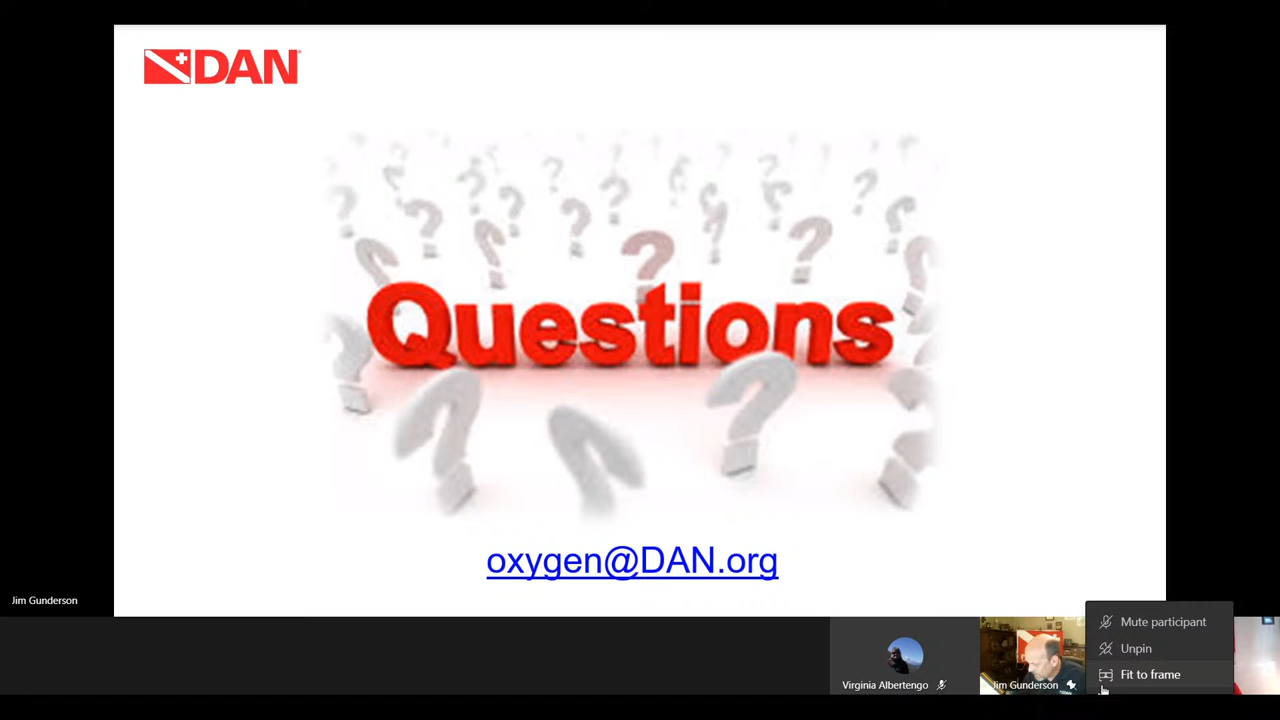 DAN
Questions
oxygen@DAN.org
Jim Gunderson
Mute participant
Unpin
Fit to frame
Virginia Albertengo
Jim Gunderson